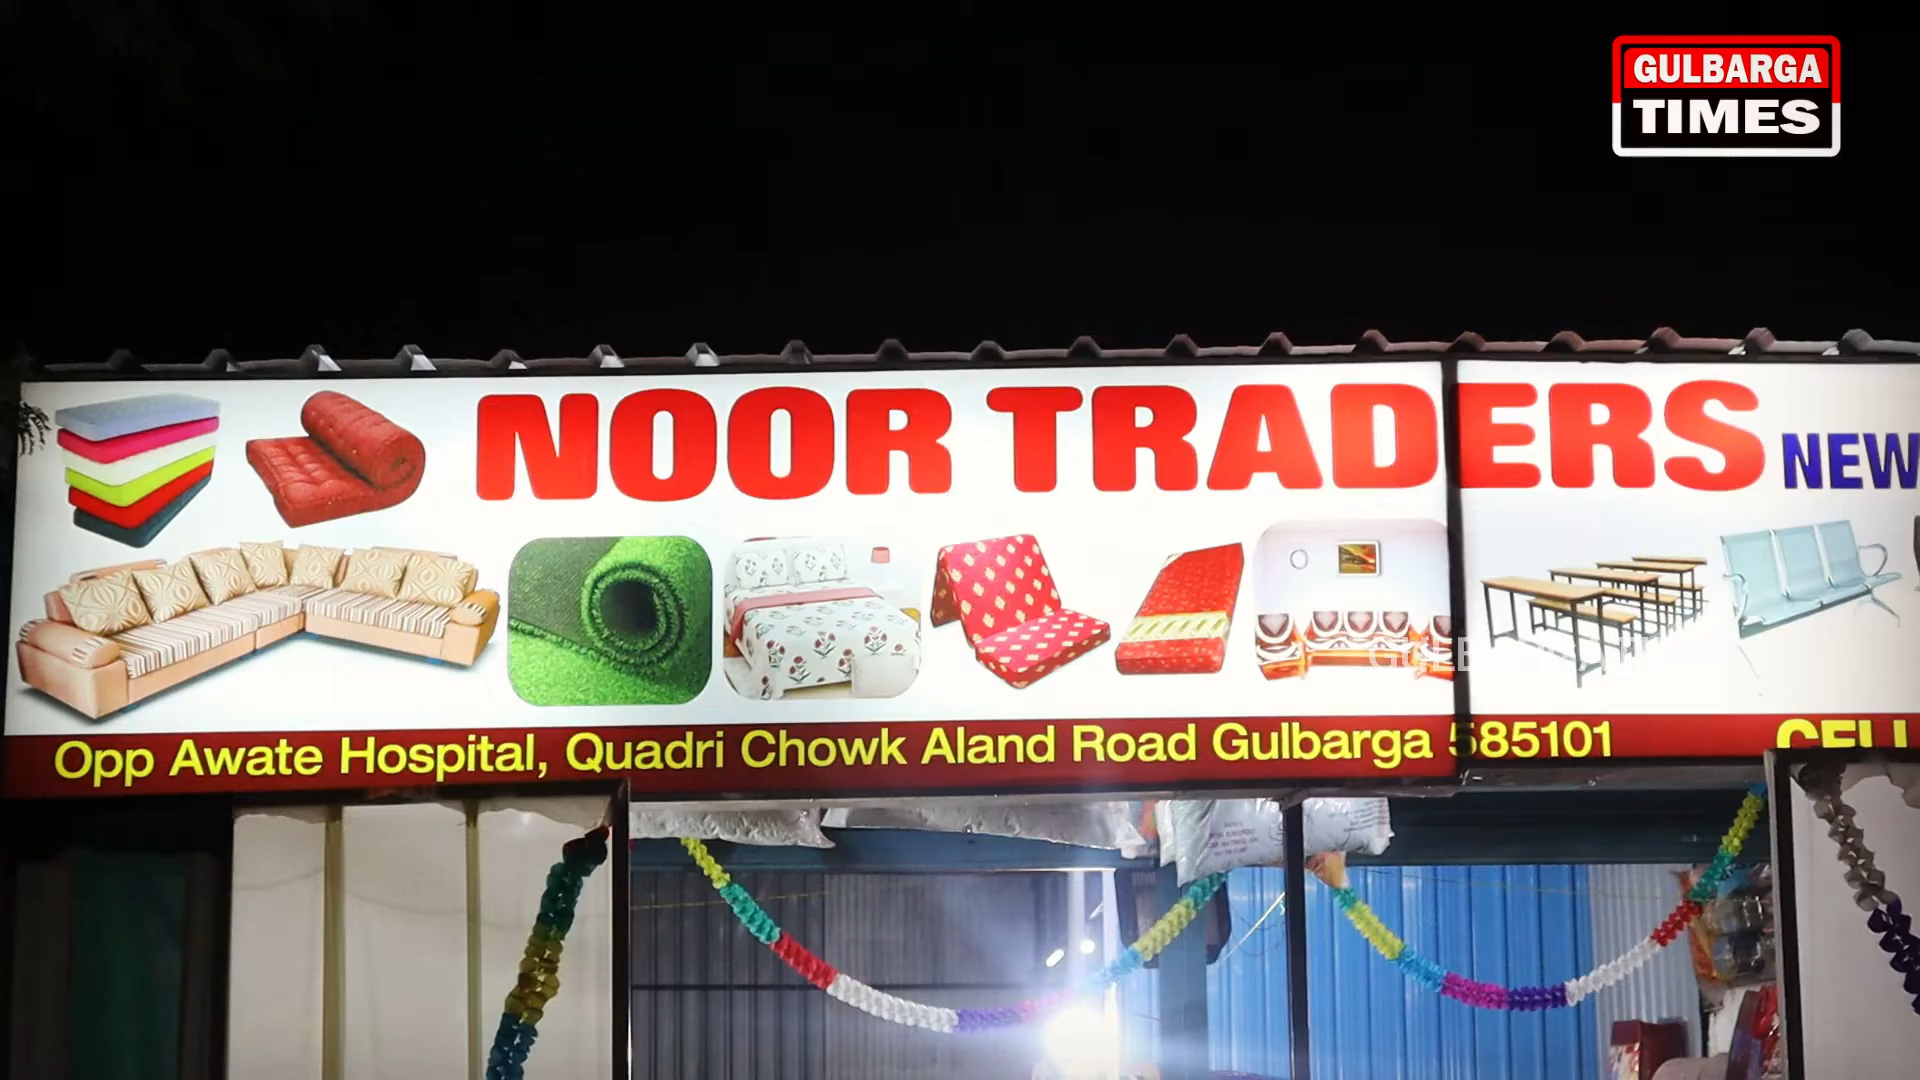 GULBARGA
TIMES
NOOR TRADERS NEW
Opp Awate Hospital, Quadri Chowk Aland Road Gulbarga 585101